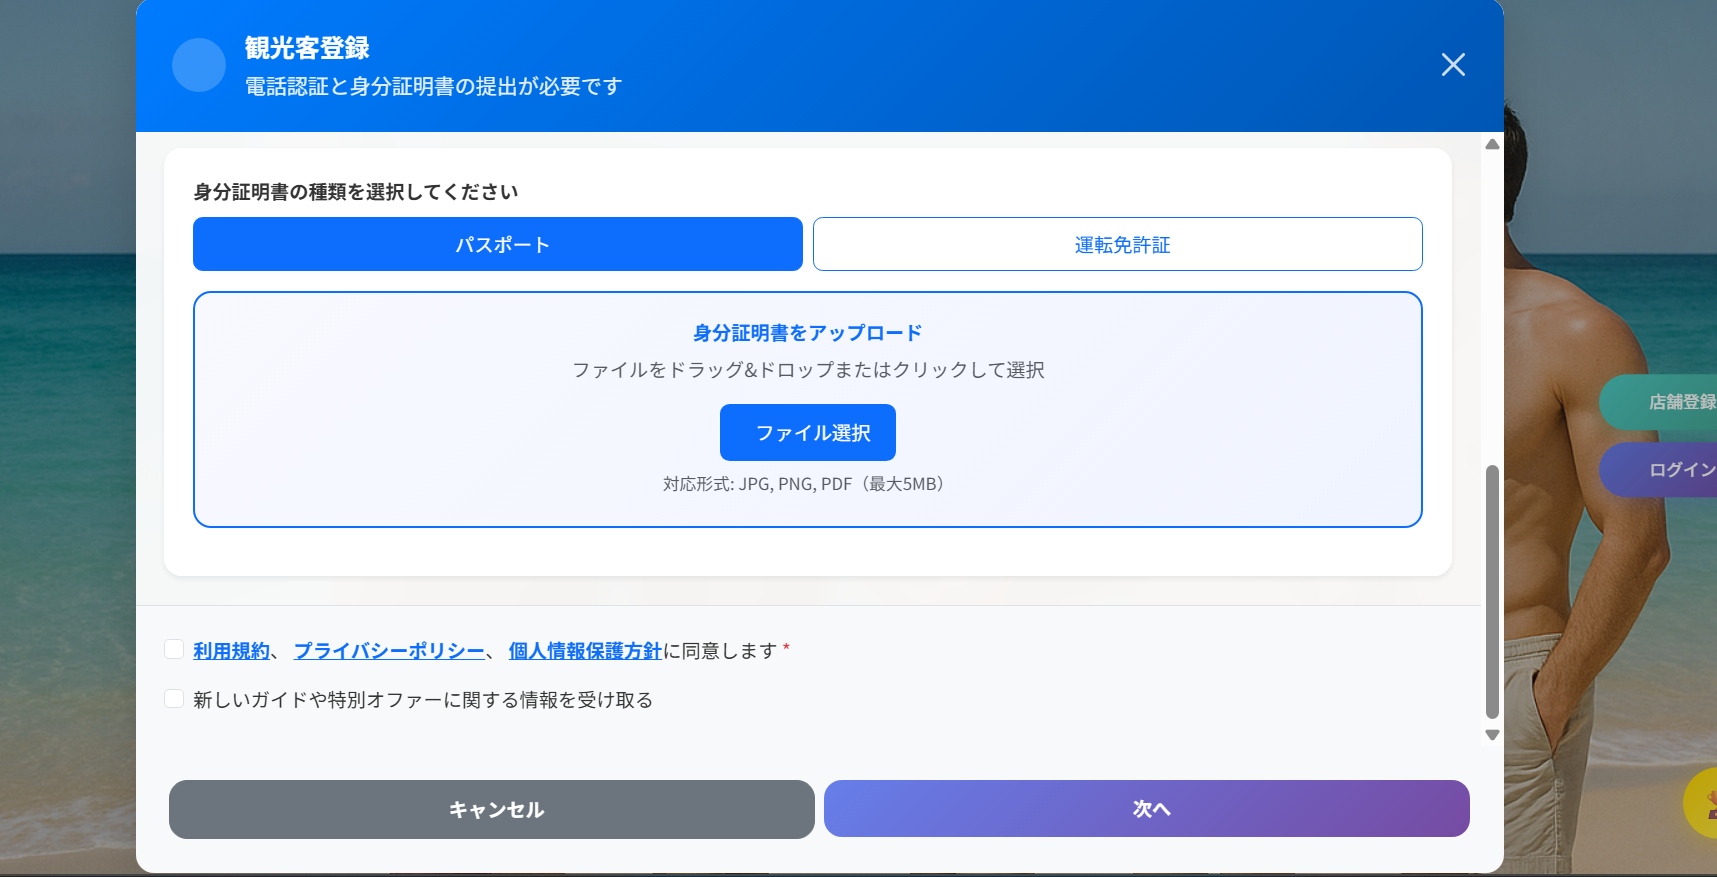 観光客登録
電話認証と身分証明書の提出が必要です
身分証明書の種類を選択してください
パスポート
運転免許証
身分証明書をアップロード
ファイルをドラッグ&ドロップまたはクリックして選択
ファイル選択
対応形式: JPG, PNG, PDF（最大5MB）
利用規約、 プライバシーポリシー、 個人情報保護方針に同意します *
新しいガイドや特別オファーに関する情報を受け取る
キャンセル
次へ
店舗登録
ログイン